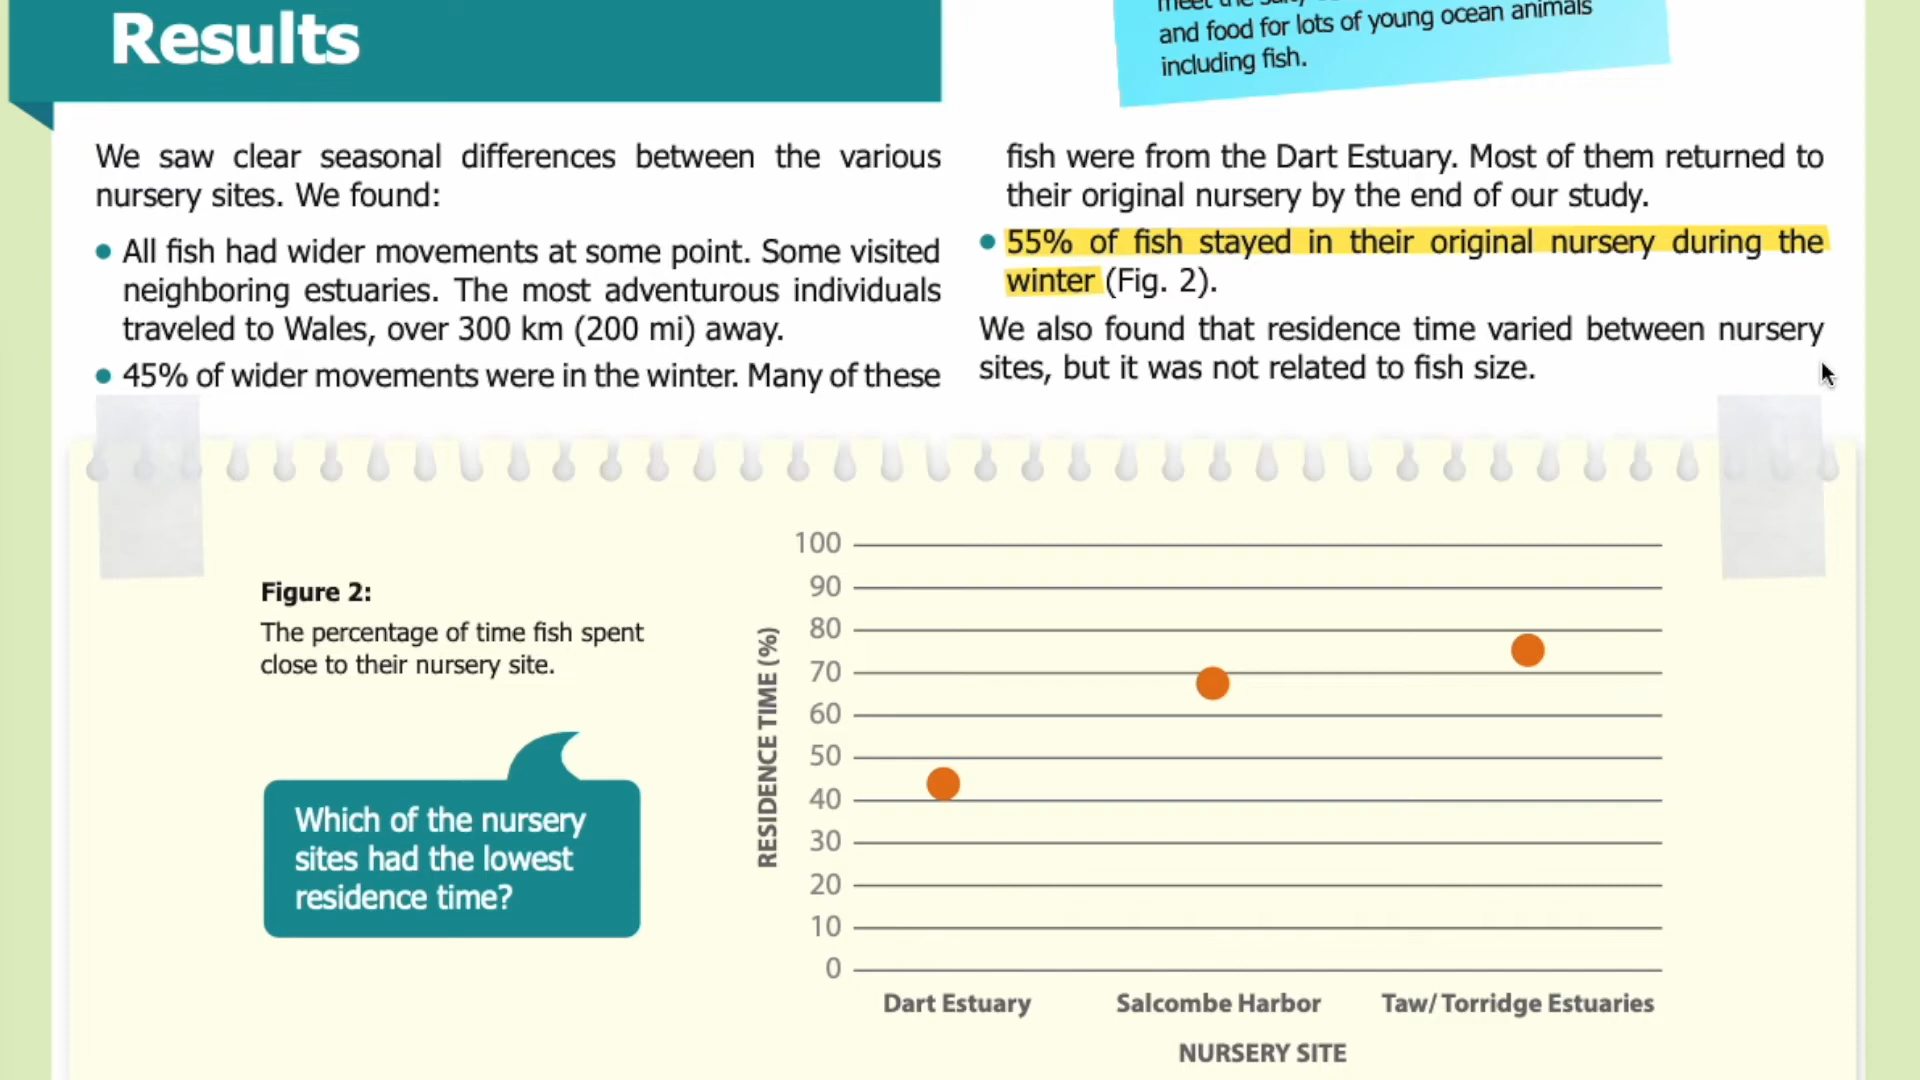 Results
and food for lots of young ocean animals
including fish.
We saw clear seasonal differences between the various
nursery sites. We found:
• All fish had wider movements at some point. Some visited
neighboring estuaries. The most adventurous individuals
traveled to Wales, over 300 km (200 mi) away.
• 45% of wider movements were in the winter. Many of these
fish were from the Dart Estuary. Most of them returned to
their original nursery by the end of our study.
• 55% of fish stayed in their original nursery during the
winter (Fig. 2).
We also found that residence time varied between nursery
sites, but it was not related to fish size.
Figure 2:
The percentage of time fish spent
close to their nursery site.
Which of the nursery
sites had the lowest
residence time?
RESIDENCE TIME (%)
100
90
80
70
60
50
40
30
20
10
0
Dart Estuary Salcombe Harbor Taw/Torridge Estuaries
NURSERY SITE